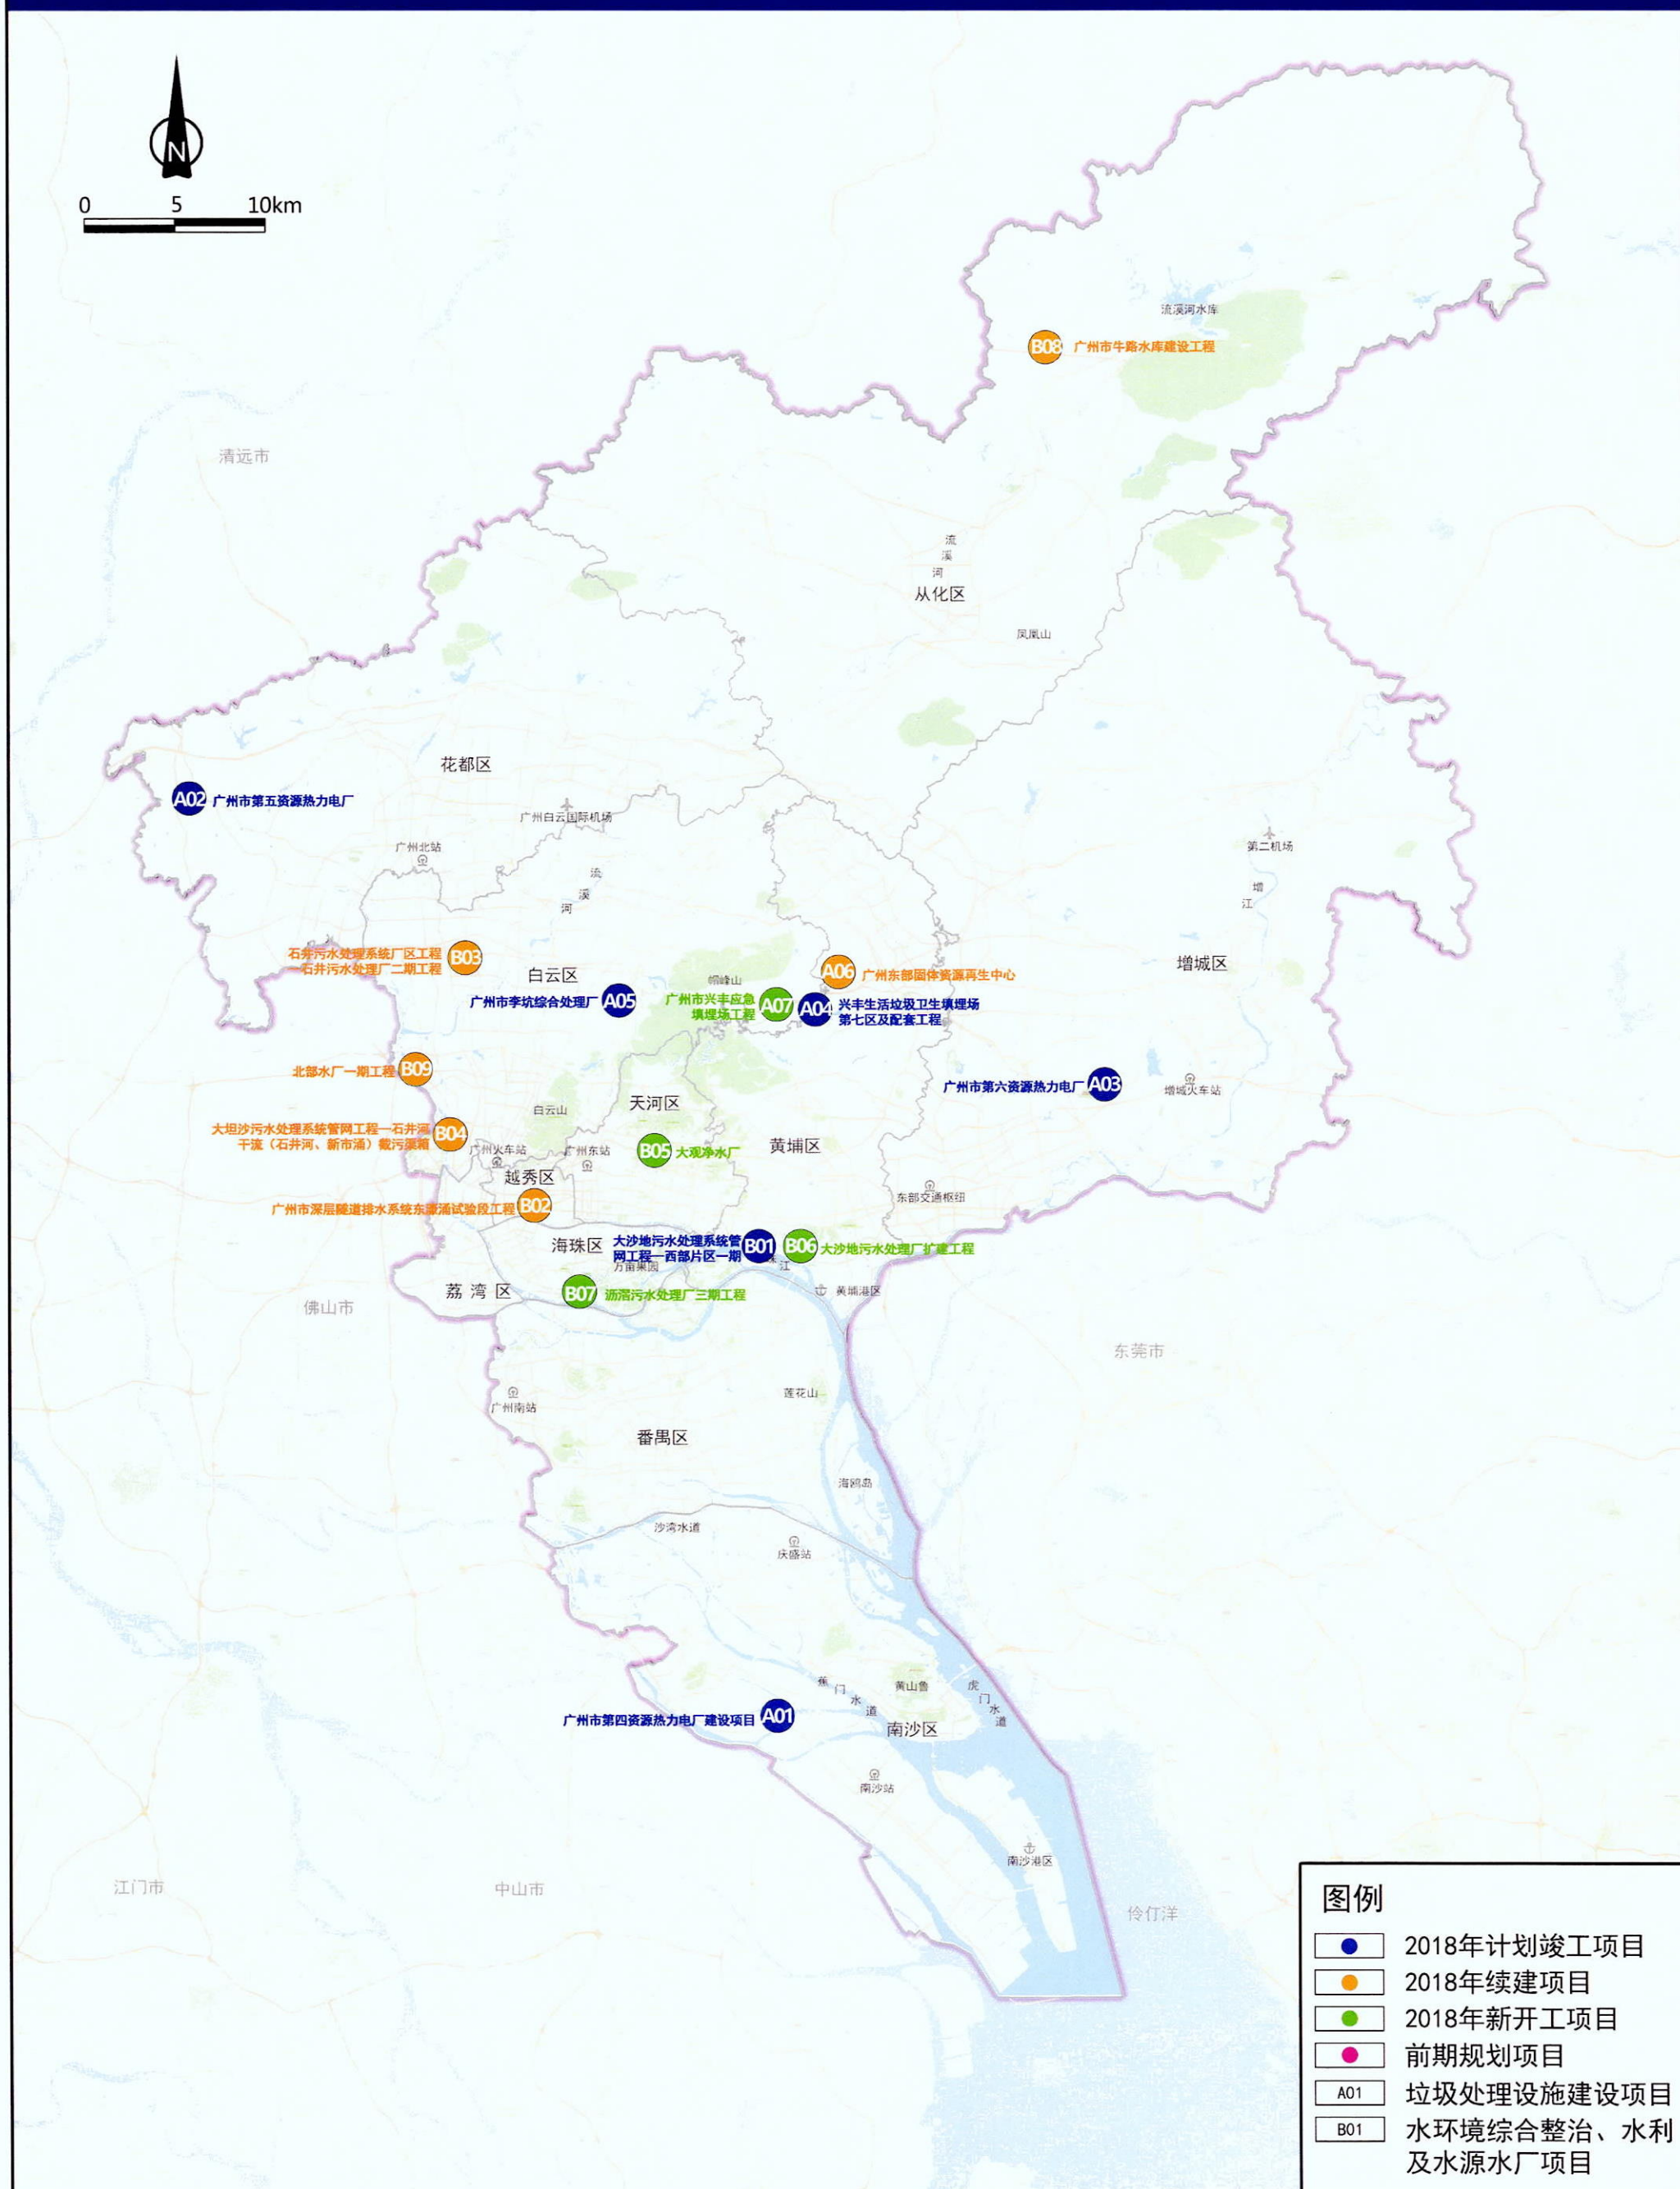 N
0 5 10km
流溪河水库
B08 广州市牛路水库建设工程
清远市
流
溪
河
从化区
凤凰山
花都区
A02 广州市第五资源热力电厂
广州白云国际机场
广州北站
第二机场
流
溪
河
增
江
石井污水处理系统厂区工程
—石井污水处理厂二期工程
B03
白云区
增城区
帽峰山
A06 广州东部固体资源再生中心
广州市李坑综合处理厂 A05
广州市兴丰应急
填埋场工程
A07
A04
兴丰生活垃圾卫生填埋场
第七区及配套工程
北部水厂一期工程 B09
广州市第六资源热力电厂 A03
增城火车站
天河区
白云山
大坦沙污水处理系统管网工程—石井河
干流（石井河、新市涌）截污渠箱
B04
黄埔区
广州火车站
广州东站
B05 大观净水厂
越秀区
东部交通枢纽
广州市深层隧道排水系统东濠涌试验段工程 B02
海珠区
大沙地污水处理系统管
网工程—西部片区一期
B01
B06 大沙地污水处理厂扩建工程
万亩果园
珠
江
荔湾区
B07 沥滘污水处理厂三期工程
黄埔港区
佛山市
东莞市
莲花山
广州南站
番禺区
海鸥岛
沙湾水道
庆盛站
蕉
门
水
道
黄山鲁
虎
门
水
道
广州市第四资源热力电厂建设项目 A01
南沙区
南沙站
南沙港区
江门市
中山市
伶仃洋
图例
2018年计划竣工项目
2018年续建项目
2018年新开工项目
前期规划项目
A01 垃圾处理设施建设项目
B01 水环境综合整治、水利
及水源水厂项目